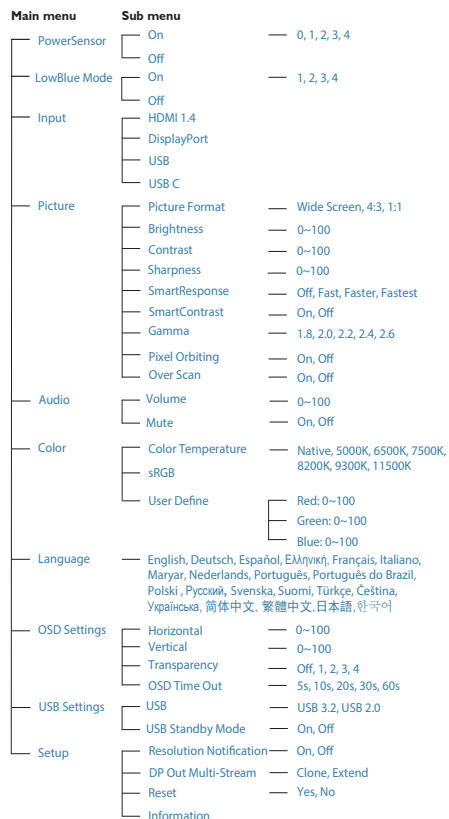 Main menu Sub menu
PowerSensor On 0, 1, 2, 3, 4
Off
LowBlue Mode On 1, 2, 3, 4
Off
Input HDMI 1.4
DisplayPort
USB
USB C
Picture Picture Format Wide Screen, 4:3, 1:1
Brightness 0~100
Contrast 0~100
Sharpness 0~100
SmartResponse Off, Fast, Faster, Fastest
SmartContrast On, Off
Gamma 1.8, 2.0, 2.2, 2.4, 2.6
Pixel Orbiting On, Off
Over Scan On, Off
Audio Volume 0~100
Mute On, Off
Color Color Temperature Native, 5000K, 6500K, 7500K,
8200K, 9300K, 11500K
sRGB
User Define Red: 0~100
Green: 0~100
Blue: 0~100
Language English, Deutsch, Español, Ελληνική, Français, Italiano,
Maryar, Nederlands, Português, Português do Brazil,
Polski , Русский, Svenska, Suomi, Türkçe, Čeština,
Українська, 简体中文, 繁體中文,日本語,한국어
OSD Settings Horizontal 0~100
Vertical 0~100
Transparency Off, 1, 2, 3, 4
OSD Time Out 5s, 10s, 20s, 30s, 60s
USB Settings USB USB 3.2, USB 2.0
USB Standby Mode On, Off
Setup Resolution Notification On, Off
DP Out Multi-Stream Clone, Extend
Reset Yes, No
Information